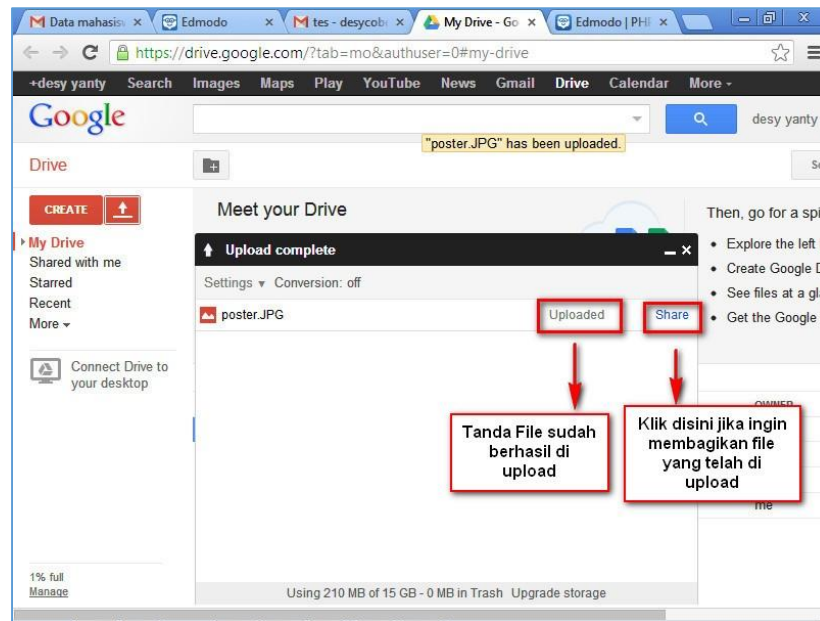 Data mahasis
Edmodo
tes - desycob
My Drive - Go
Edmodo | PH
https://drive.google.com/?tab=mo&authuser=0#my-drive
+desy yanty Search Images Maps Play YouTube News Gmail Drive Calendar More
Google
desy yanty
"poster.JPG" has been uploaded.
Drive
CREATE
Meet your Drive
Then, go for a spi
My Drive
Shared with me
Starred
Recent
More
Connect Drive to
your desktop
Upload complete
Settings Conversion: off
poster.JPG Uploaded Share
Explore the left
Create Google D
See files at a gl
Get the Google
OWNER
Tanda File sudah
berhasil di
upload
Klik disini jika ingin
membagikan file
yang telah di
upload
me
1% full
Manage
Using 210 MB of 15 GB - 0 MB in Trash Upgrade storage